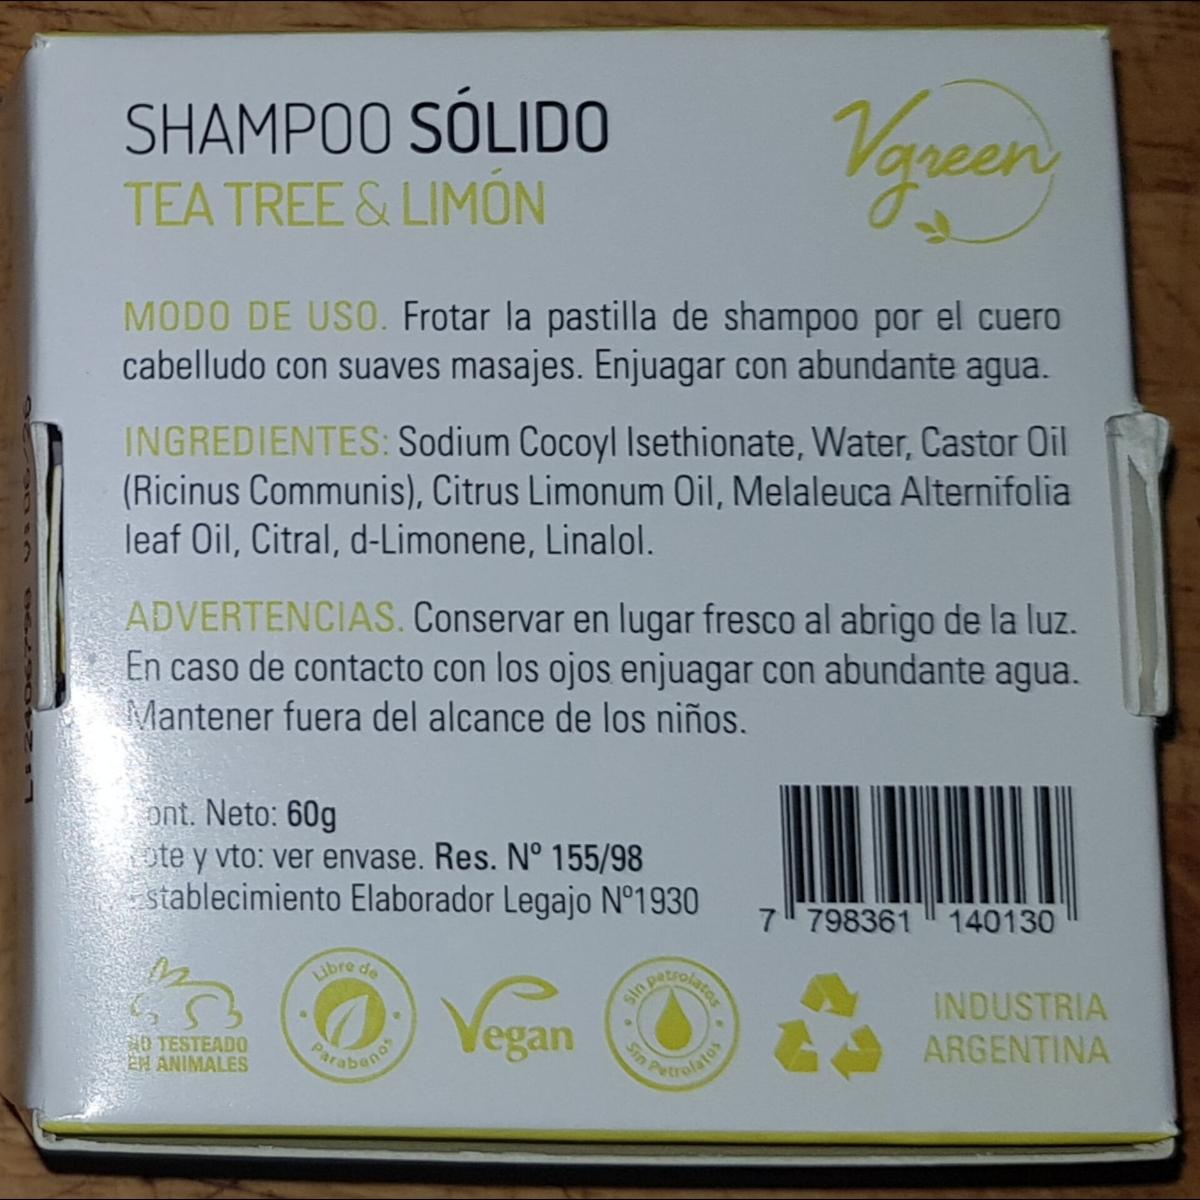 SHAMPOO SÓLIDO
TEA TREE & LIMÓN
Vgreen
MODO DE USO. Frotar la pastilla de shampoo por el cuero
cabelludo con suaves masajes. Enjuagar con abundante agua.
INGREDIENTES: Sodium Cocoyl Isethionate, Water, Castor Oil
(Ricinus Communis), Citrus Limonum Oil, Melaleuca Alternifolia
leaf Oil, Citral, d-Limonene, Linalol.
ADVERTENCIAS. Conservar en lugar fresco al abrigo de la luz.
En caso de contacto con los ojos enjuagar con abundante agua.
Mantener fuera del alcance de los niños.
Cont. Neto: 60g
Lote y vto: ver envase. Res. Nº 155/98
Establecimiento Elaborador Legajo Nº1930
7 798361 140130
NO TESTEADO
EN ANIMALES
Libre de
Parabenos
Vegan
Sin petrolatos
Sin Petrolatos
INDUSTRIA
ARGENTINA